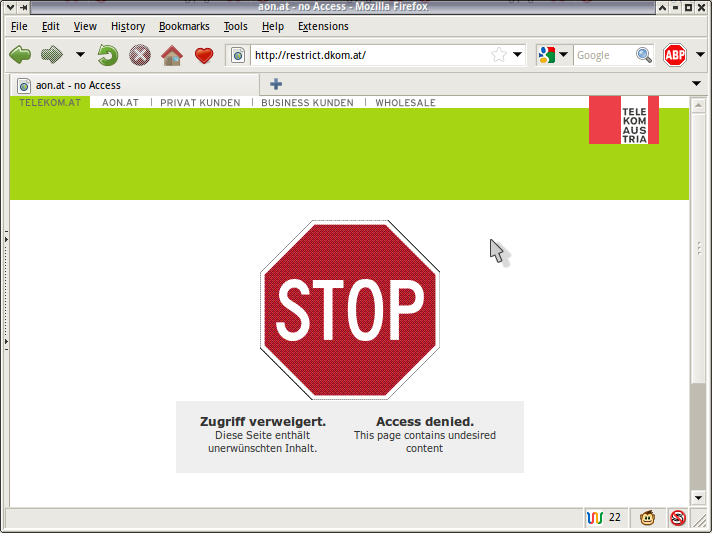 aon.at - no Access - Mozilla Firefox
File Edit View History Bookmarks Tools Help Extensions
http://restrict.dkom.at/
Google
ABP
aon.at - no Access
TELEKOM.AT AON.AT | PRIVAT KUNDEN | BUSINESS KUNDEN | WHOLESALE
TELE
KOM
AUS
TRIA
STOP
Zugriff verweigert.
Diese Seite enthält
unerwünschten Inhalt.
Access denied.
This page contains undesired
content
22